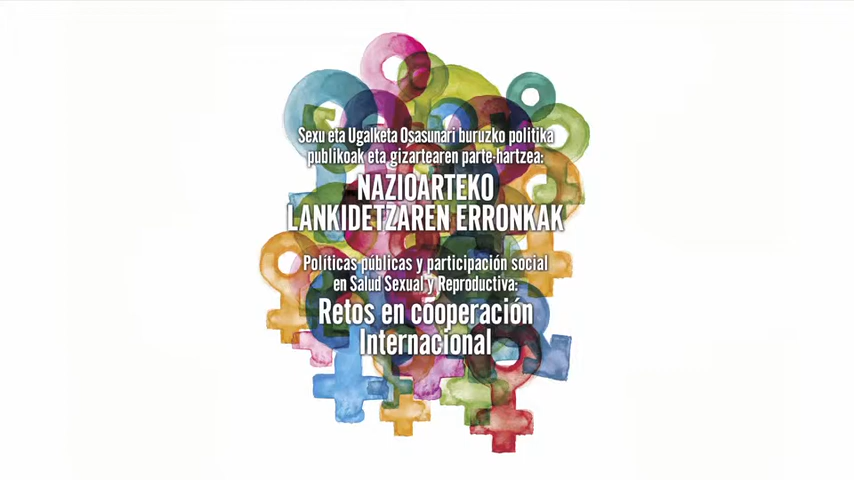 Sexu eta Ugalketa Osasunari buruzko politika
publikoak eta gizartearen parte-hartzea:
NAZIOARTEKO
LANKIDETZAREN ERRONKAK
Políticas públicas y participación social
en Salud Sexual y Reproductiva:
Retos en cooperación
Internacional